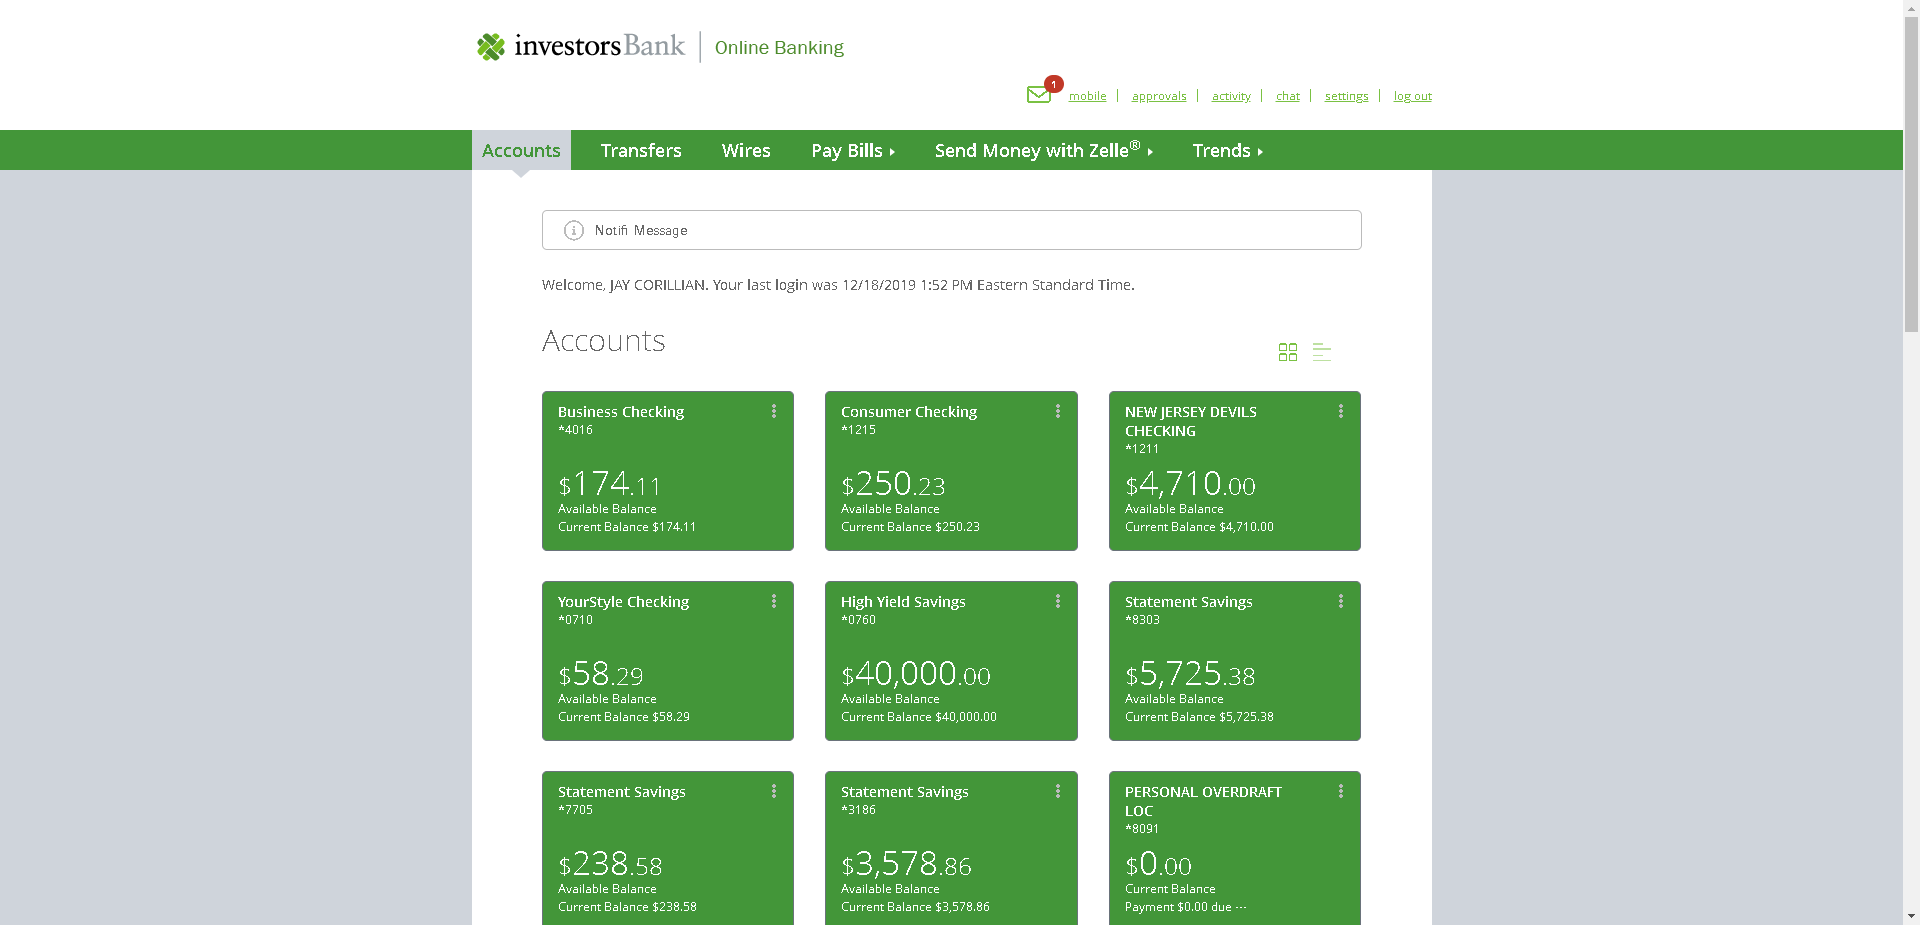 investorsBank | Online Banking
1
mobile | approvals | activity | chat | settings | log out
Accounts Transfers Wires Pay Bills Send Money with Zelle® Trends
Notifi Message
Welcome, JAY CORILLIAN. Your last login was 12/18/2019 1:52 PM Eastern Standard Time.
Accounts
Business Checking
*4016
$174.11
Available Balance
Current Balance $174.11
Consumer Checking
*1215
$250.23
Available Balance
Current Balance $250.23
NEW JERSEY DEVILS
CHECKING
*1211
$4,710.00
Available Balance
Current Balance $4,710.00
YourStyle Checking
*0710
$58.29
Available Balance
Current Balance $58.29
High Yield Savings
*0760
$40,000.00
Available Balance
Current Balance $40,000.00
Statement Savings
*8303
$5,725.38
Available Balance
Current Balance $5,725.38
Statement Savings
*7705
$238.58
Available Balance
Current Balance $238.58
Statement Savings
*3186
$3,578.86
Available Balance
Current Balance $3,578.86
PERSONAL OVERDRAFT
LOC
*8091
$0.00
Current Balance
Payment $0.00 due ---